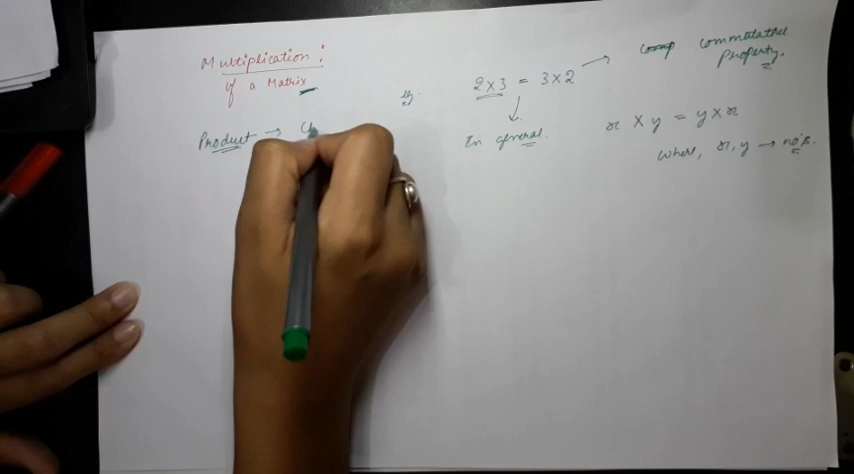 Multiplication:
of a Matrix
Product →
eg.
2 × 3 = 3 × 2 → commutative
Property.
In general.
x × y = y × x
where, x, y → no's.